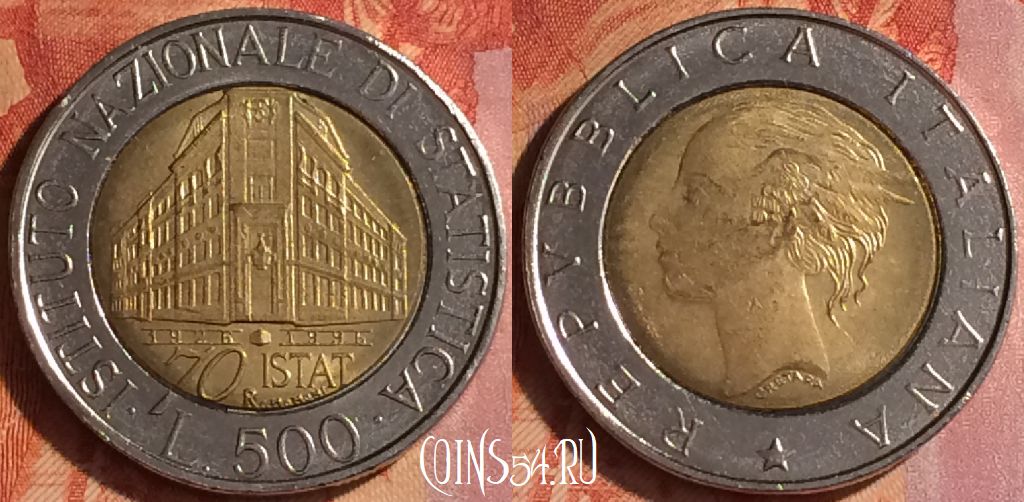 ISTITUTO NAZIONALE DI STATISTICA
1926 1996
70 ISTAT
R
· L. 500 ·
REPVBBLICA ITALIANA
COINS54.RU